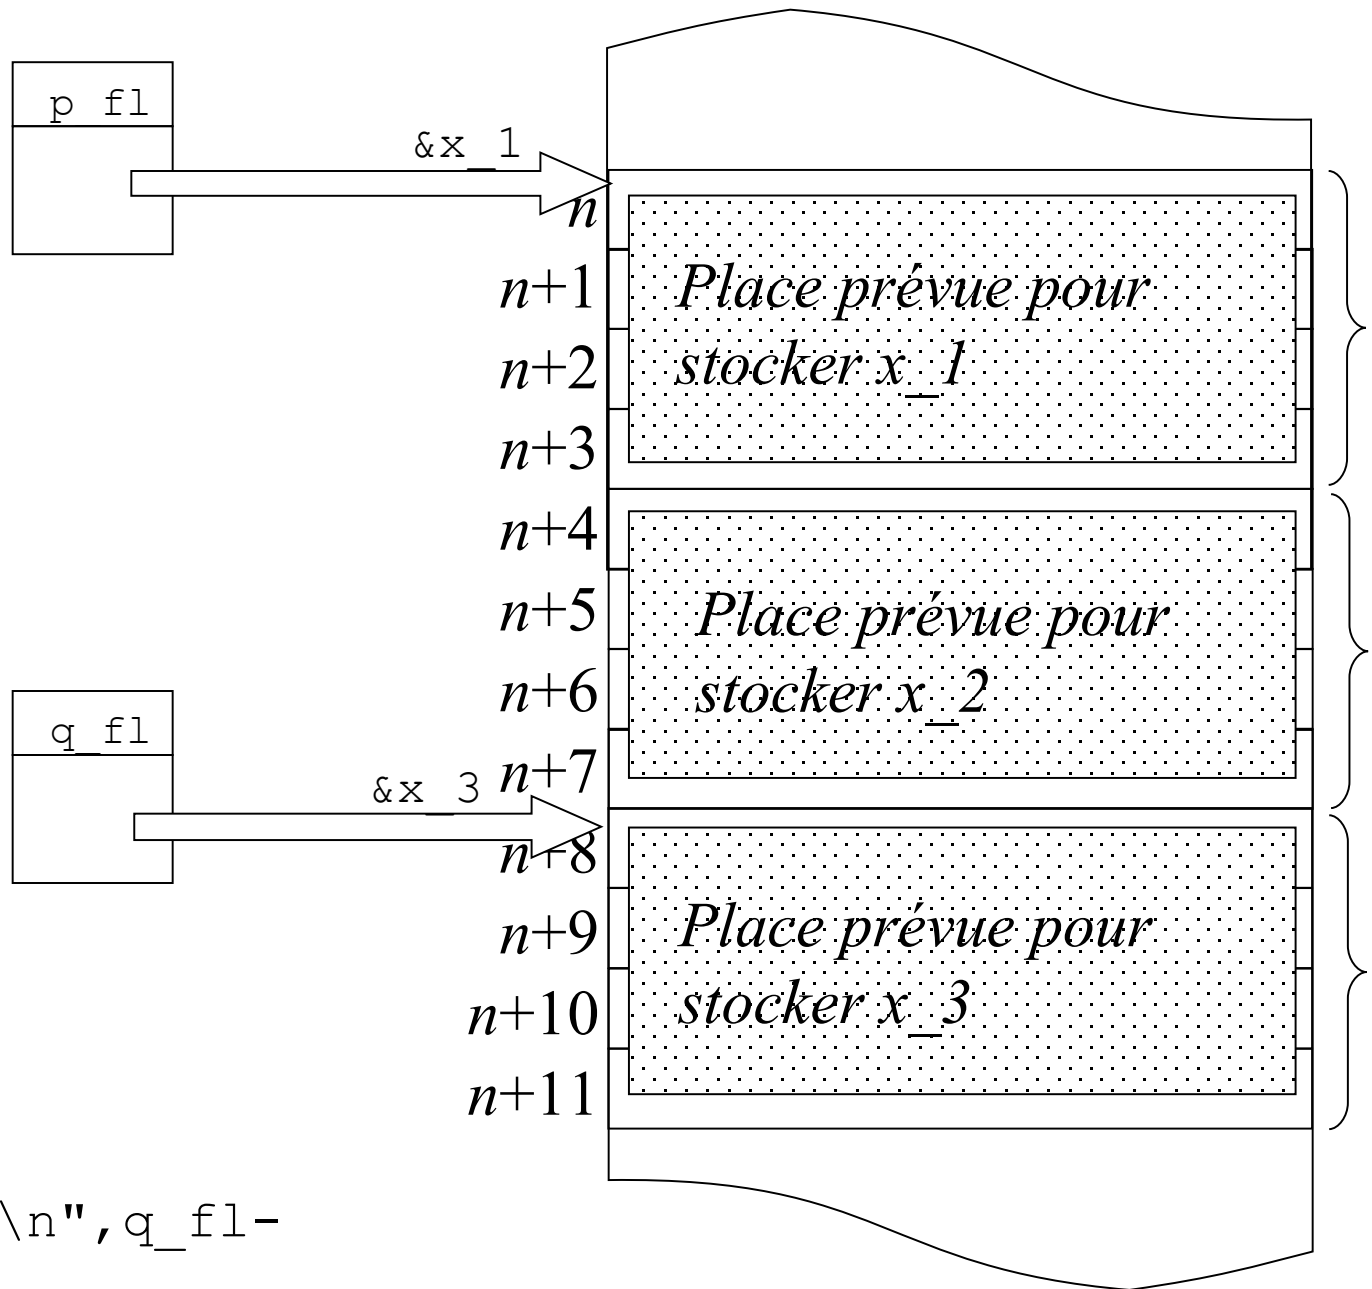 p fl
&x_1
n
n+1
Place prévue pour
n+2
stocker x_1
n+3
n+4
n+5
Place prévue pour
n+6
stocker x_2
q_fl
n+7
&x_3
n+8
n+9
Place prévue pour
n+10
stocker x_3
n+11
\n",q_fl-